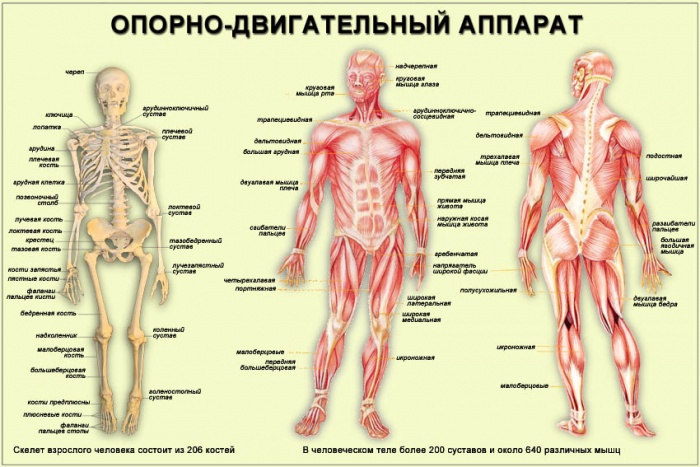 ОПОРНО-ДВИГАТЕЛЬНЫЙ АППАРАТ
череп
ключица
лопатка
грудина
плечевая
кость
грудная клетка
позвоночный
столб
лучевая кость
локтевая кость
крестец
тазовая кость
кости запястья
пястные кости
фаланги
пальцев кисти
бедренная кость
надколенник
малоберцовая
кость
большеберцовая
кость
кости предплюсны
плюсневые кости
фаланги
пальцев стопы
грудинноключичный
сустав
плечевой
сустав
локтевой
сустав
тазобедренный
сустав
лучезапястный
сустав
коленный
сустав
голеностопный
сустав
круговая
мышца рта
трапециевидная
дельтовидная
большая грудная
двуглавая мышца
плеча
сгибатели
пальцев
четырехглавая
портняжная
малоберцовые
передняя
большеберцовая
надчерепная
круговая
мышца глаза
грудинноключично-
сосцевидная
передняя
зубчатая
прямая мышца
живота
наружная косая
мышца живота
гребенчатая
напрягатель
широкой фасции
широкая
латеральная
широкая
медиальная
икроножная
трапециевидная
дельтовидная
трехглавая
мышца плеча
полусухожильная
икроножная
малоберцовые
подостная
широчайшая
разгибатели
пальцев
большая
ягодичная
мышца
двуглавая
мышца бедра
Скелет взрослого человека состоит из 206 костей
В человеческом теле более 200 суставов и около 640 различных мышц